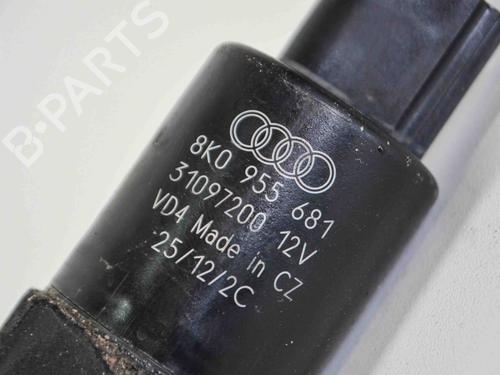 B-PARTS
8K0 955 681
31097200 12V
VD4 Made in CZ
25/12/2C